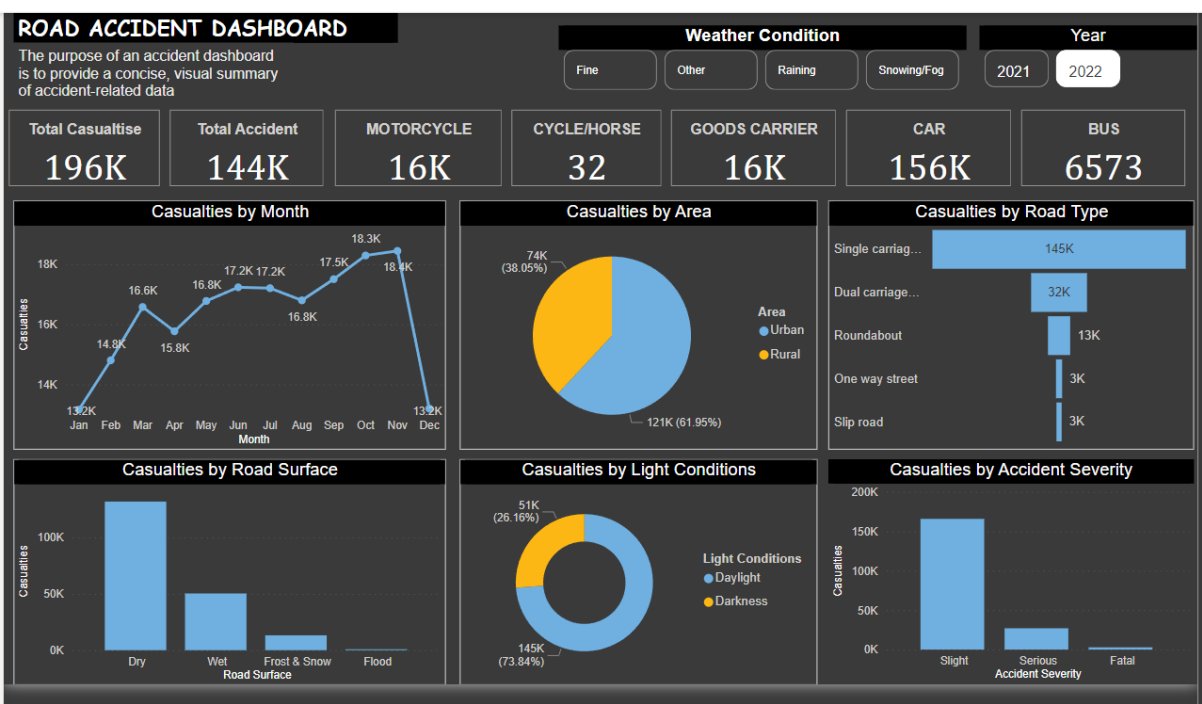 ROAD ACCIDENT DASHBOARD
The purpose of an accident dashboard
is to provide a concise, visual summary
of accident-related data
Weather Condition
Fine
Other
Raining
Snowing/Fog
Year
2021
2022
Total Casualtise
196K
Total Accident
144K
MOTORCYCLE
16K
CYCLE/HORSE
32
GOODS CARRIER
16K
CAR
156K
BUS
6573
Casualties by Month
Casualties
18K
16K
14K
13.2K
14.8K
16.6K
15.8K
16.8K
17.2K
17.2K
16.8K
17.5K
18.3K
18.4K
13.2K
Jan Feb Mar Apr May Jun Jul Aug Sep Oct Nov Dec
Month
Casualties by Area
74K
(38.05%)
121K (61.95%)
Area
Urban
Rural
Casualties by Road Type
Single carriag... 145K
Dual carriage... 32K
Roundabout 13K
One way street 3K
Slip road 3K
Casualties by Road Surface
Casualties
100K
50K
0K
Dry Wet Frost & Snow Flood
Road Surface
Casualties by Light Conditions
51K
(26.16%)
145K
(73.84%)
Light Conditions
Daylight
Darkness
Casualties by Accident Severity
Casualties
200K
150K
100K
50K
0K
Slight Serious Fatal
Accident Severity